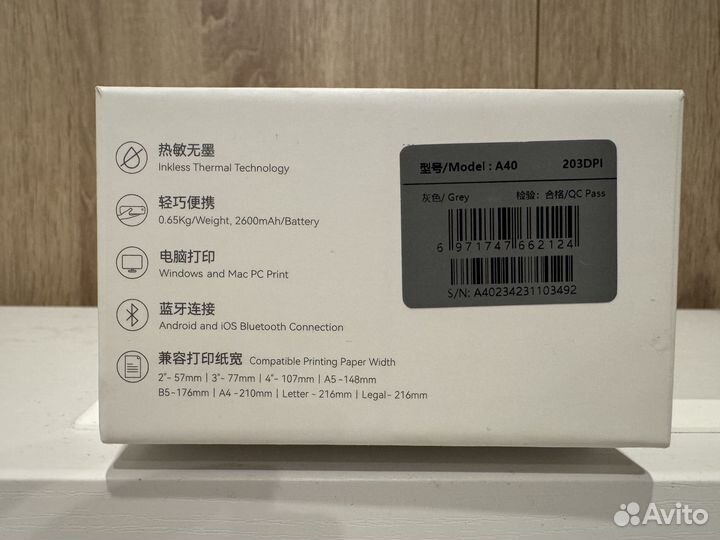 热敏无墨
Inkless Thermal Technology
轻巧便携
0.65Kg/Weight, 2600mAh/Battery
电脑打印
Windows and Mac PC Print
蓝牙连接
Android and iOS Bluetooth Connection
兼容打印纸宽 Compatible Printing Paper Width
2"- 57mm | 3"- 77mm | 4"- 107mm | A5 -148mm
B5-176mm | A4 -210mm | Letter - 216mm | Legal- 216mm
型号/Model : A40 203DPI
灰色/ Grey 检验: 合格/QC Pass
6 971747 662124
S/N: A40234231103492
Avito